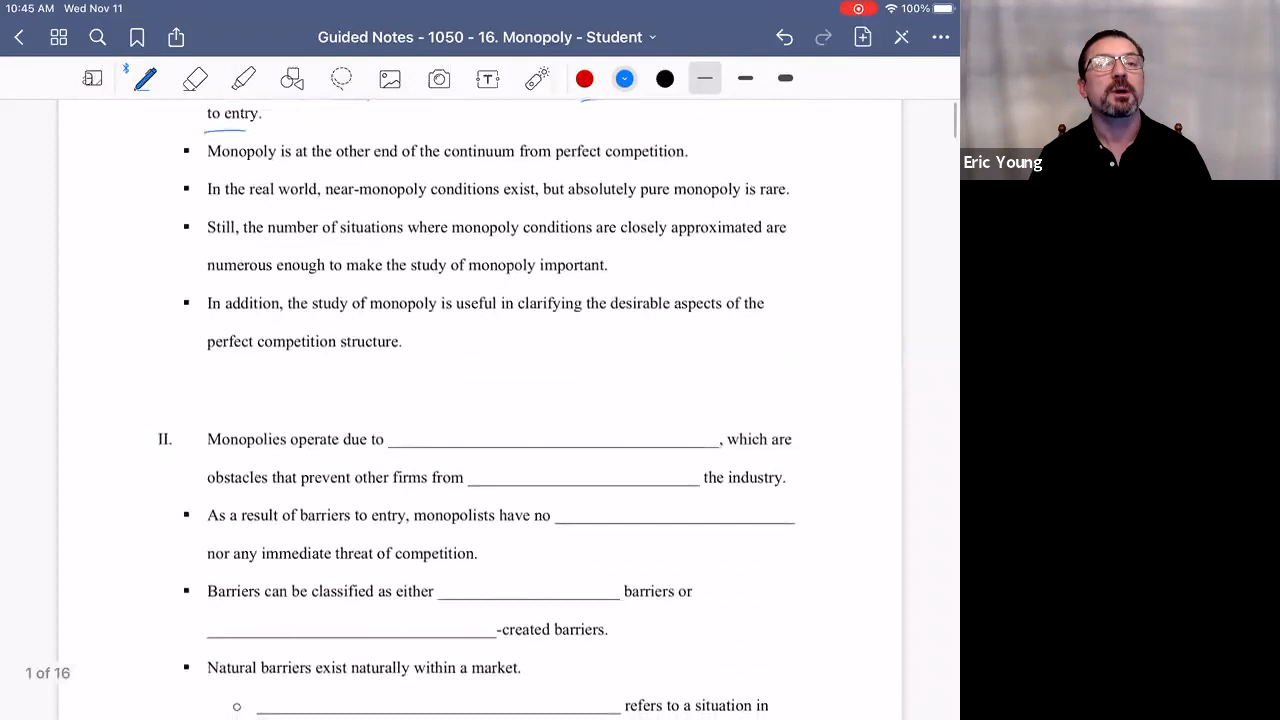 10:45 AM Wed Nov 11
100%
Guided Notes - 1050 - 16. Monopoly - Student
T
to entry.
▪ Monopoly is at the other end of the continuum from perfect competition.
▪ In the real world, near-monopoly conditions exist, but absolutely pure monopoly is rare.
▪ Still, the number of situations where monopoly conditions are closely approximated are
numerous enough to make the study of monopoly important.
▪ In addition, the study of monopoly is useful in clarifying the desirable aspects of the
perfect competition structure.
II. Monopolies operate due to ____________________, which are
obstacles that prevent other firms from ____________________ the industry.
▪ As a result of barriers to entry, monopolists have no ____________________
nor any immediate threat of competition.
▪ Barriers can be classified as either ____________________ barriers or
____________________-created barriers.
▪ Natural barriers exist naturally within a market.
o ____________________ refers to a situation in
1 of 16
Eric Young